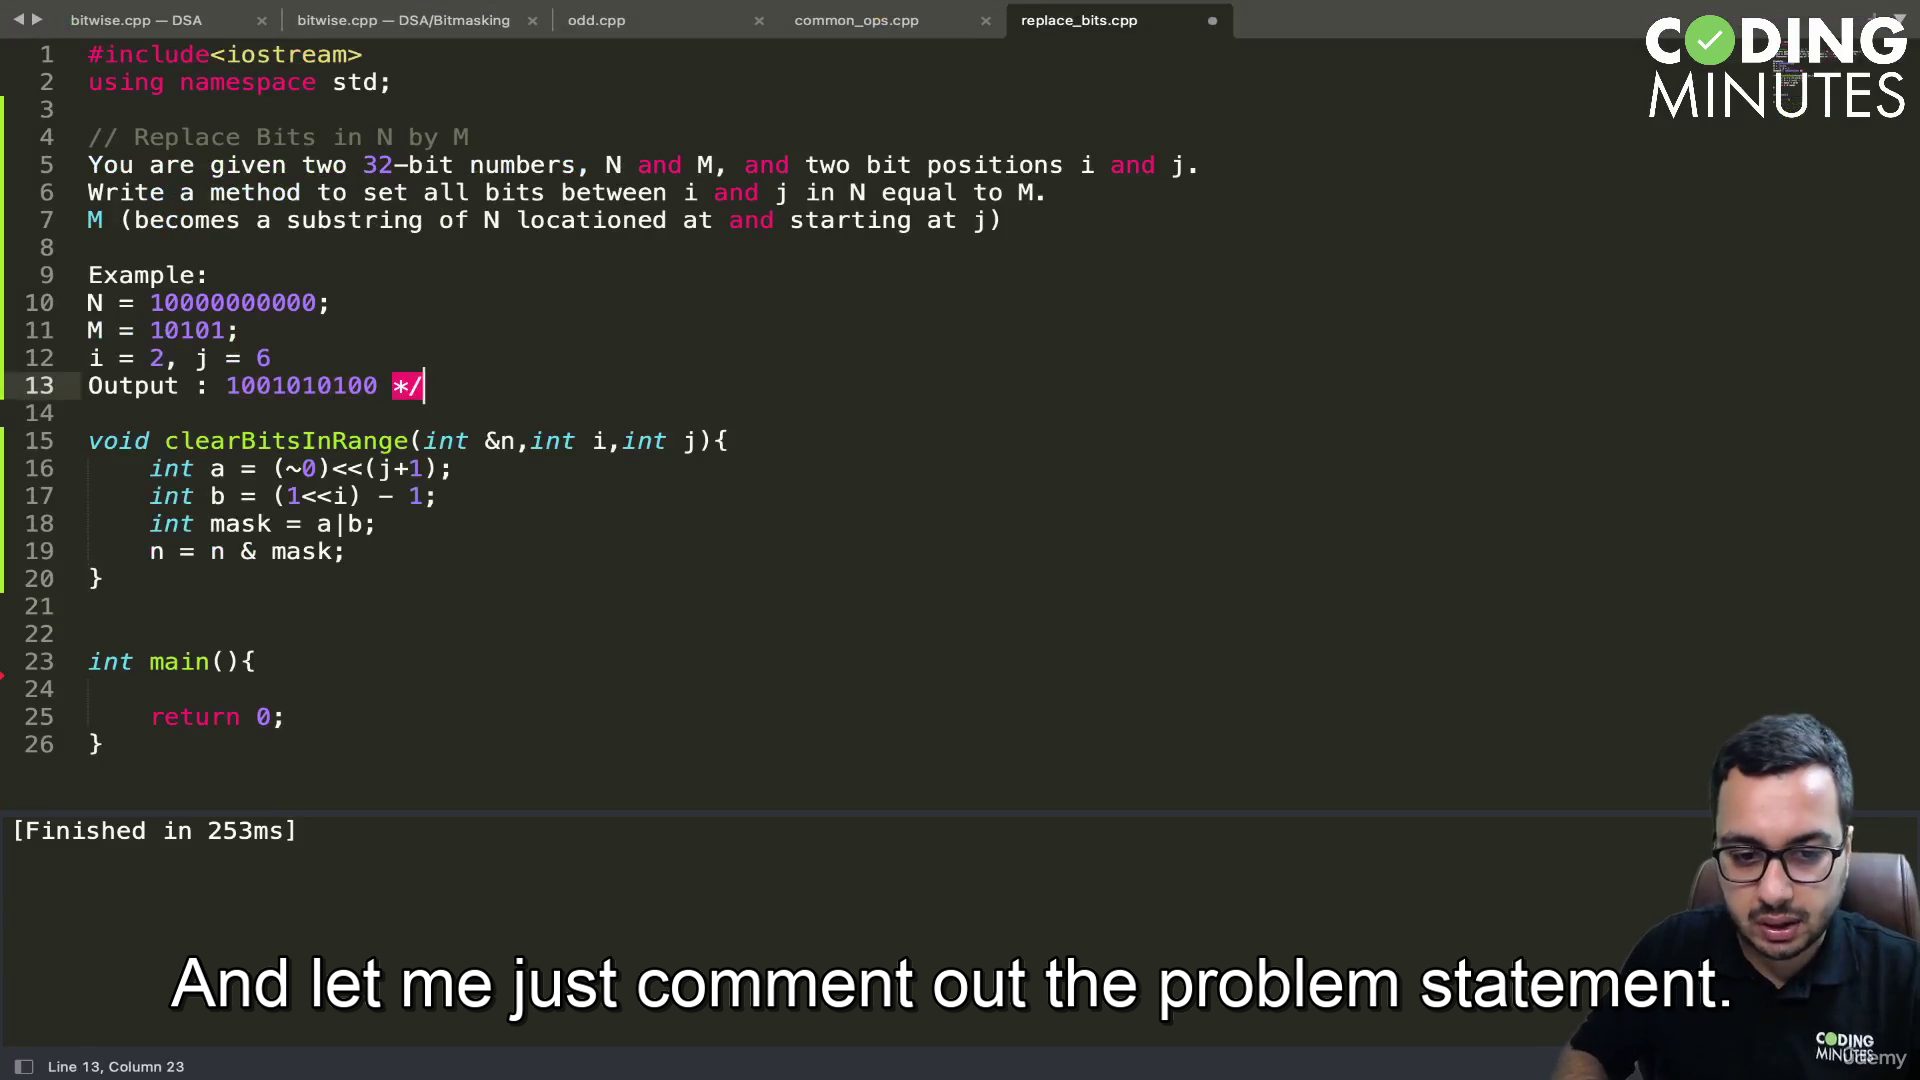 bitwise.cpp — DSA
bitwise.cpp — DSA/Bitmasking
odd.cpp
common_ops.cpp
replace_bits.cpp
CODING
MINUTES
1 #include<iostream>
2 using namespace std;
3
4 // Replace Bits in N by M
5 You are given two 32-bit numbers, N and M, and two bit positions i and j.
6 Write a method to set all bits between i and j in N equal to M.
7 M (becomes a substring of N locationed at and starting at j)
8
9 Example:
10 N = 10000000000;
11 M = 10101;
12 i = 2, j = 6
13 Output : 1001010100 */
14
15 void clearBitsInRange(int &n,int i,int j){
16 int a = (~0)<<(j+1);
17 int b = (1<<i) - 1;
18 int mask = a|b;
19 n = n & mask;
20 }
21
22
23 int main(){
24
25 return 0;
26 }
[Finished in 253ms]
And let me just comment out the problem statement.
CODING
MINUTES
Udemy
Line 13, Column 23